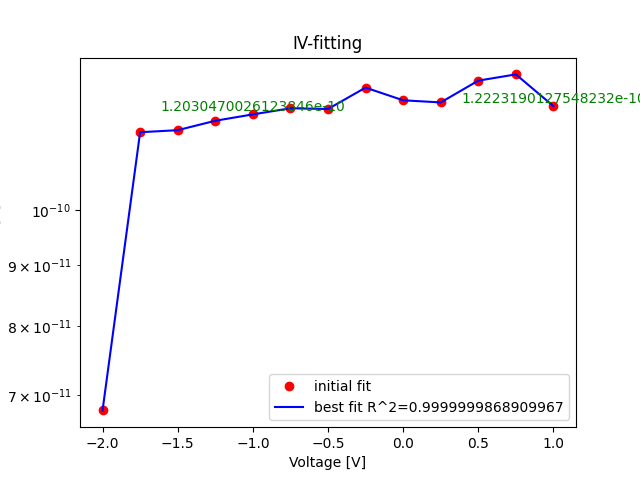 IV-fitting
1.2030470026123846e-10
1.2223190127548232e-10
10⁻¹⁰
9 × 10⁻¹¹
8 × 10⁻¹¹
7 × 10⁻¹¹
initial fit
best fit R^2=0.9999999868909967
−2.0 −1.5 −1.0 −0.5 0.0 0.5 1.0
Voltage [V]